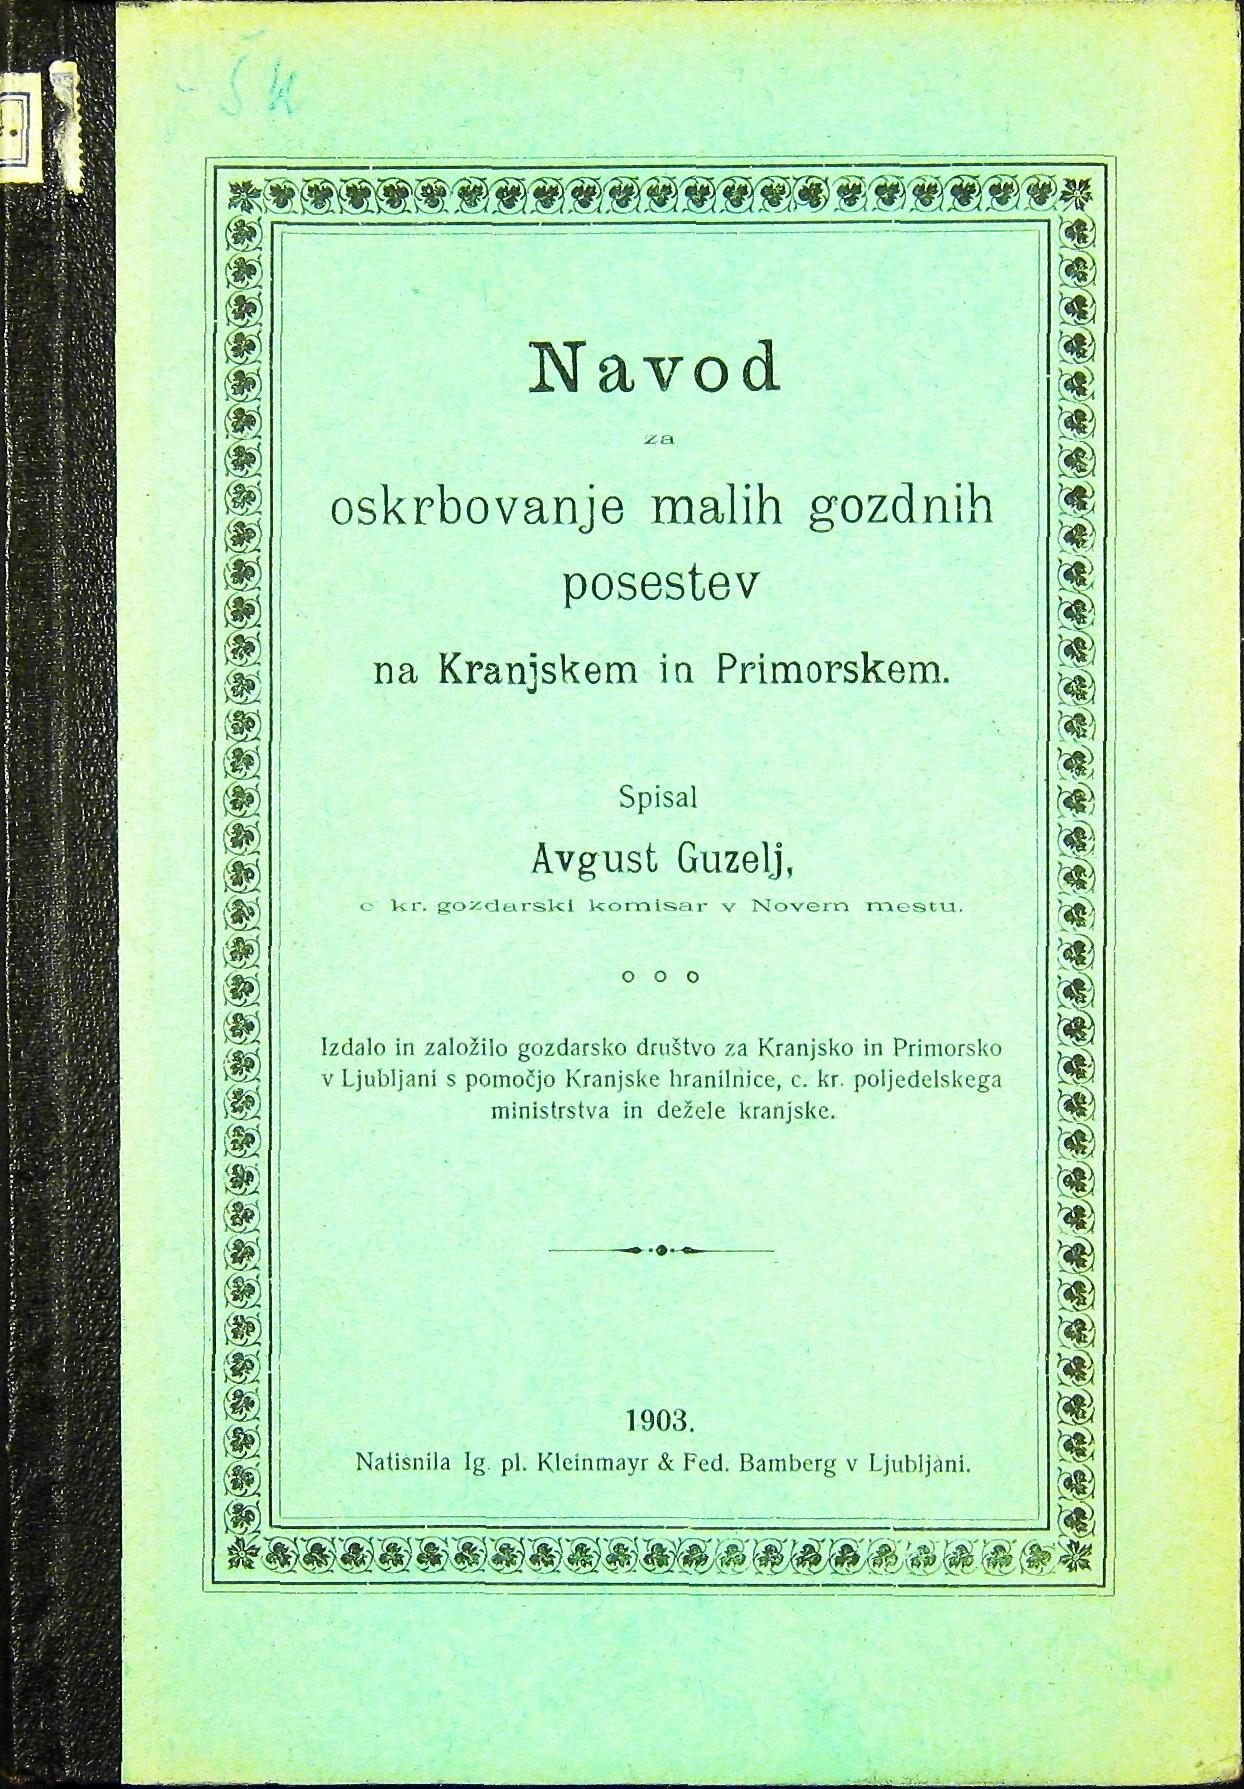 Navod
za
oskrbovanje malih gozdnih
posestev
na Kranjskem in Primorskem.
Spisal
Avgust Guzelj,
c kr. gozdarski komisar v Novem mestu.
Izdalo in založilo gozdarsko društvo za Kranjsko in Primorsko
v Ljubljani s pomočjo Kranjske hranilnice, c. kr. poljedelskega
ministrstva in dežele kranjske.
1903.
Natisnila Ig. pl. Kleinmayr & Fed. Bamberg v Ljubljani.